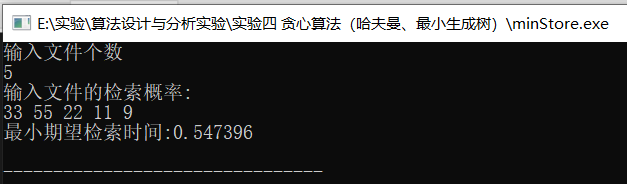 E:\实验\算法设计与分析实验\实验四 贪心算法（哈夫曼、最小生成树）\minStore.exe
输入文件个数
5
输入文件的检索概率:
33 55 22 11 9
最小期望检索时间:0.547396
--------------------------------